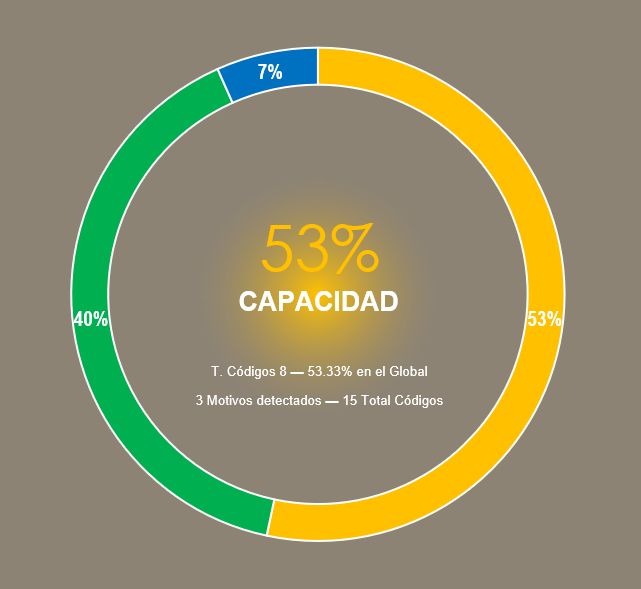 7%
53%
CAPACIDAD
40%
53%
T. Códigos 8 — 53.33% en el Global
3 Motivos detectados — 15 Total Códigos